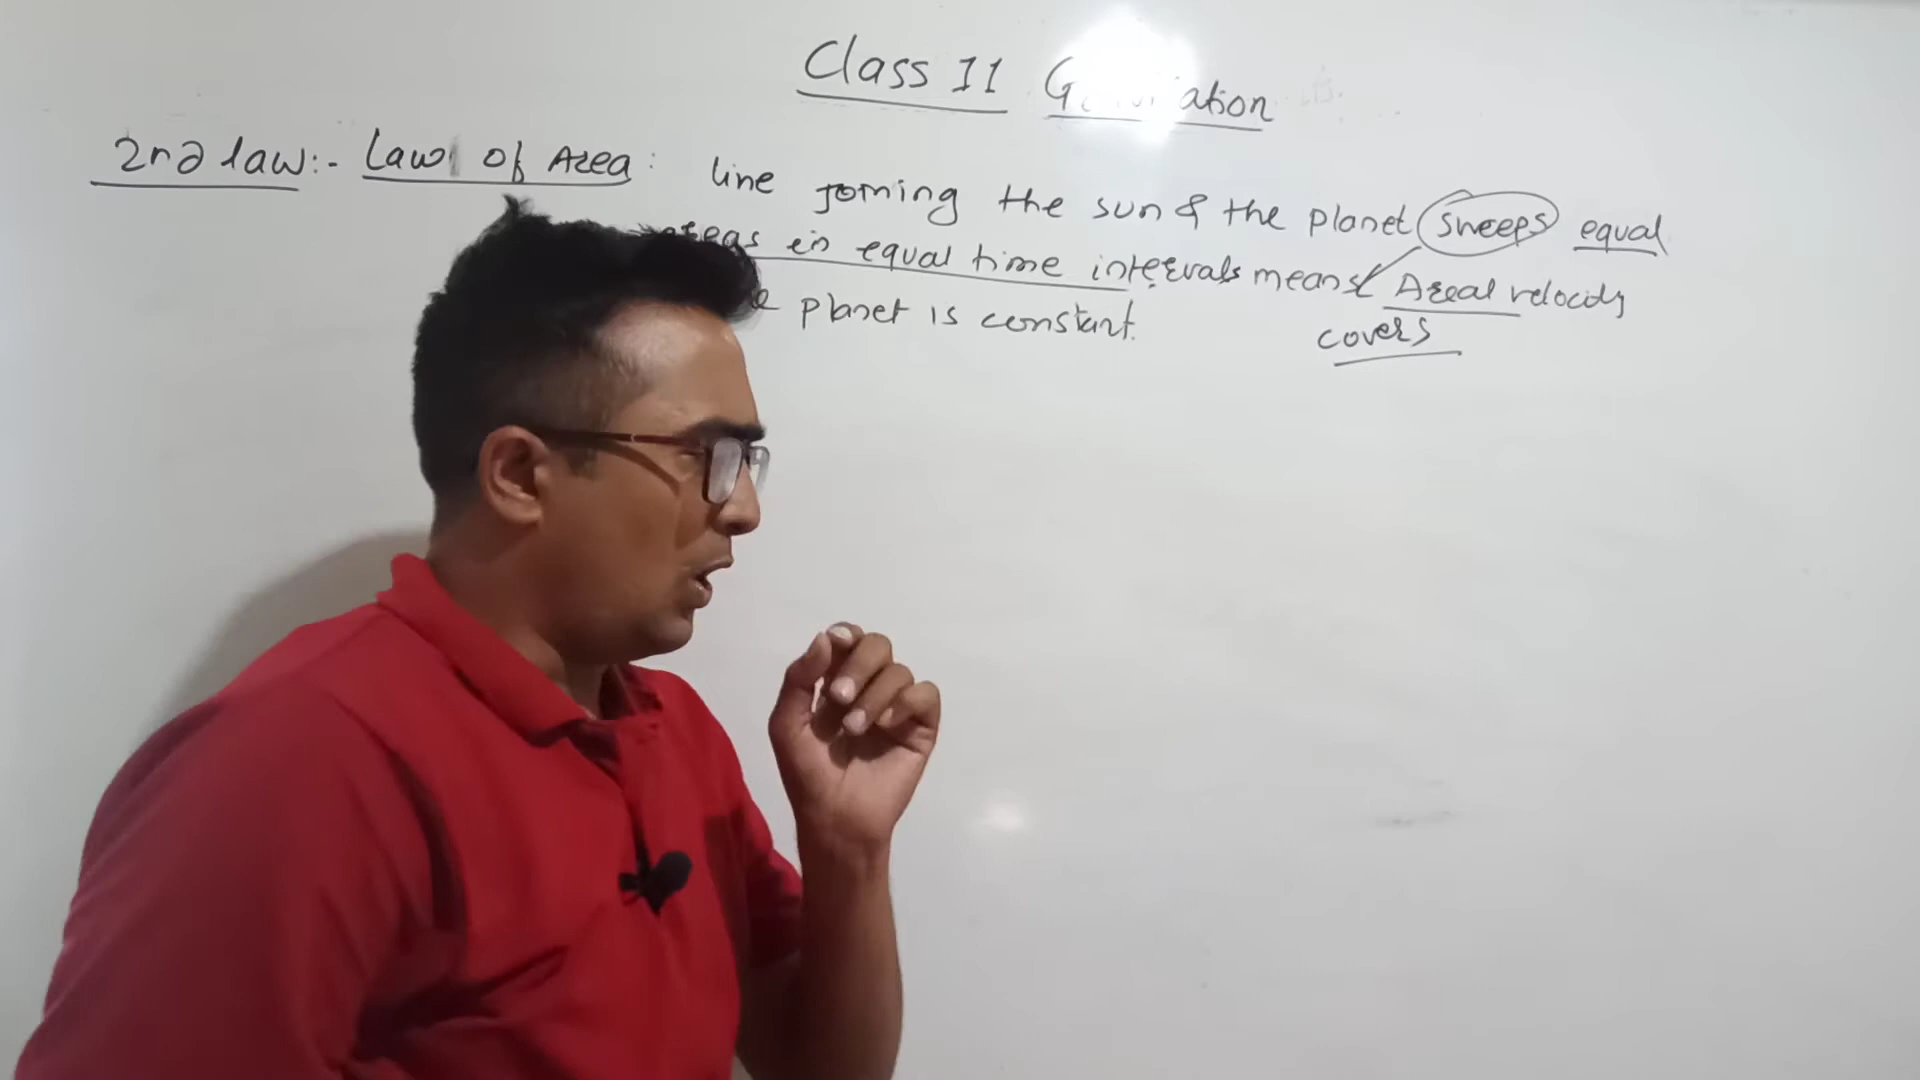 Class 11 Gravitation
2nd law:- Law of Area: line joining the sun & the planet sweeps equal
areas in equal time intervals means Areal velocity
planet is constant.
covers